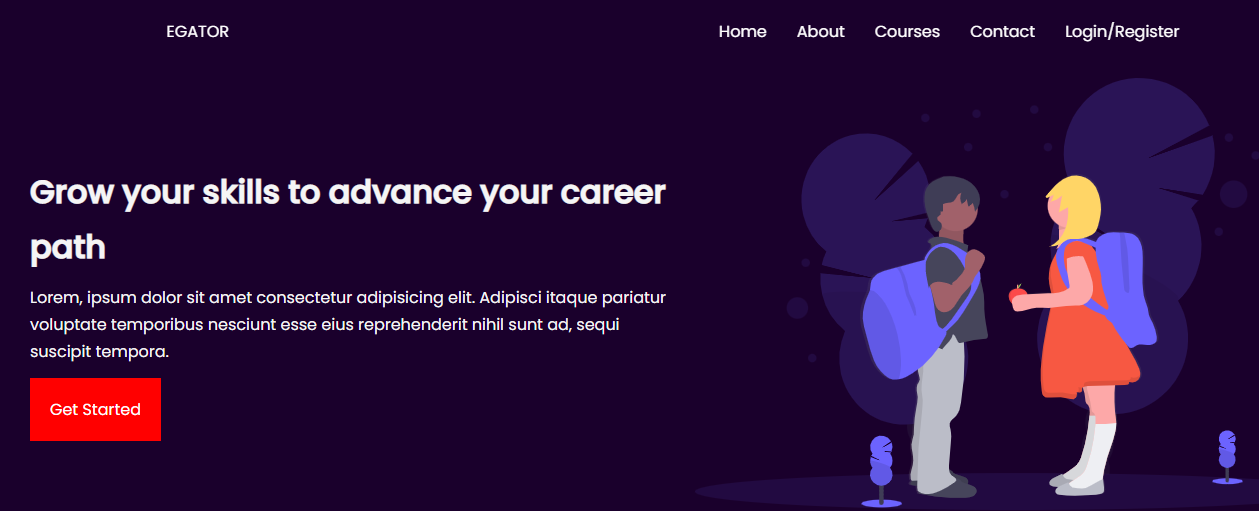 EGATOR
Home About Courses Contact Login/Register
Grow your skills to advance your career
path
Lorem, ipsum dolor sit amet consectetur adipisicing elit. Adipisci itaque pariatur
voluptate temporibus nesciunt esse eius reprehenderit nihil sunt ad, sequi
suscipit tempora.
Get Started